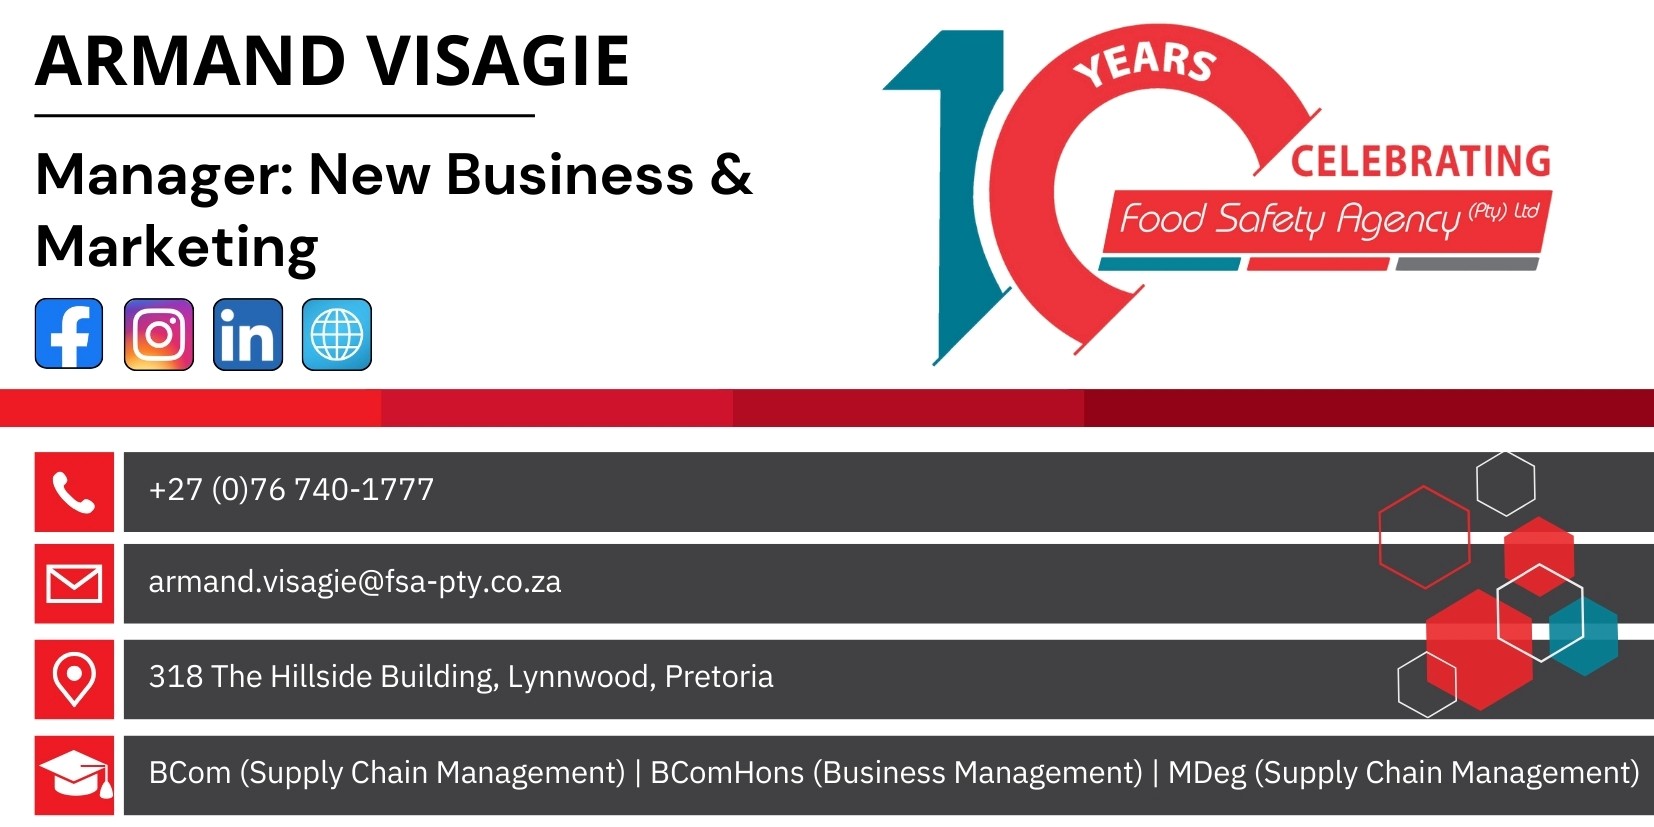 ARMAND VISAGIE
Manager: New Business &
Marketing
10
YEARS
CELEBRATING
Food Safety Agency (Pty) Ltd
+27 (0)76 740-1777
armand.visagie@fsa-pty.co.za
318 The Hillside Building, Lynnwood, Pretoria
BCom (Supply Chain Management) | BComHons (Business Management) | MDeg (Supply Chain Management)